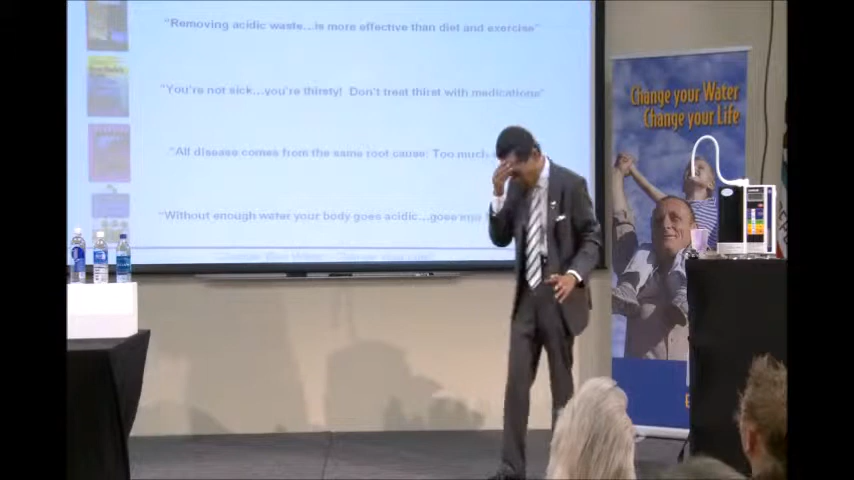 "Removing acidic waste...is more effective than diet and exercise"
"You're not sick...you're thirsty!  Don't treat thirst with medications"
"All disease comes from the same root cause: Too much
"Without enough water your body goes acidic...goes
Change your Water
Change your Life